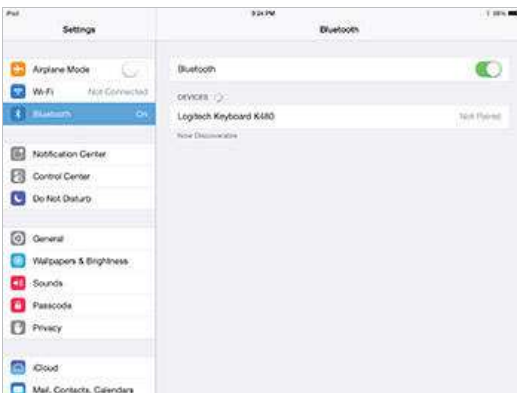 iPad
9:24 PM
Settings
Bluetooth
Airplane Mode
Wi-Fi Not Connected
Bluetooth On
Notification Center
Control Center
Do Not Disturb
General
Wallpapers & Brightness
Sounds
Passcode
Privacy
iCloud
Mail, Contacts, Calendars
Bluetooth
DEVICES
Logitech Keyboard K480 Not Paired
Now Discoverable